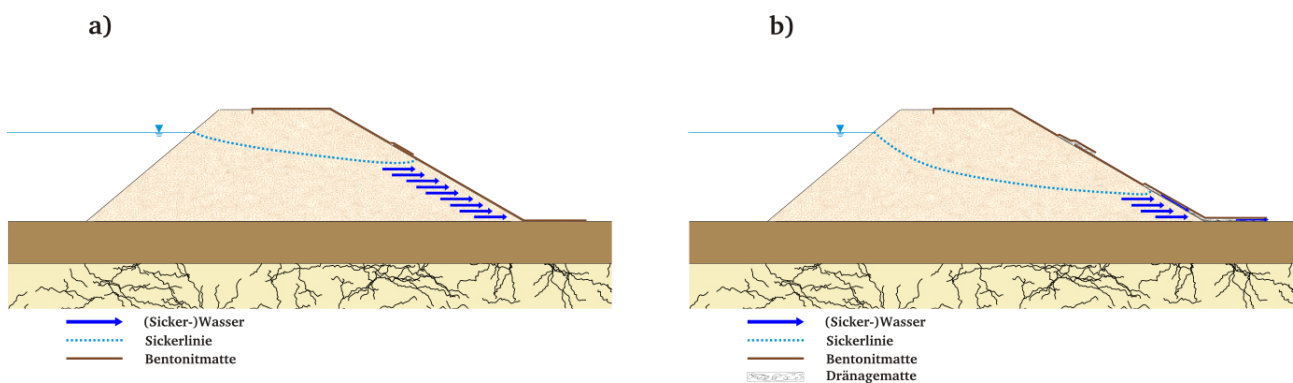 a)
(Sicker-)Wasser
Sickerlinie
Bentonitmatte
b)
(Sicker-)Wasser
Sickerlinie
Bentonitmatte
Dränagematte